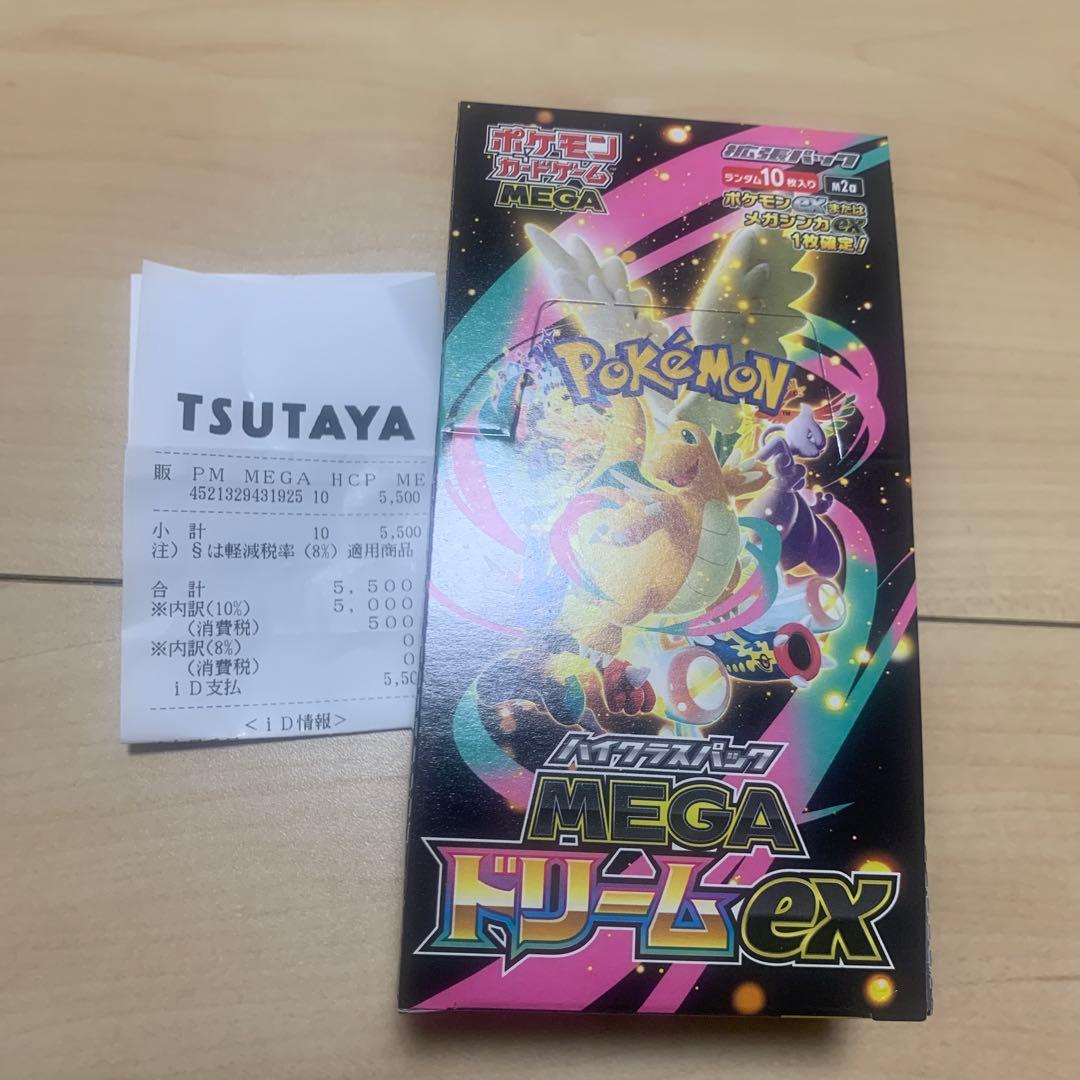 TSUTAYA
販 PM MEGA HCP ME
4521329431925 10 5,500
小計 10 5,500
注)§は軽減税率(8%)適用商品
合計 5,500
※内訳(10%) 5,000
(消費税) 500
※内訳(8%) 0
(消費税) 0
iD支払 5,50
<iD情報>
ポケモン
カードゲーム
MEGA
拡張パック
ランダム10枚入り M2a
ポケモンexまたは
メガシンカex
1枚確定!
Pokémon
ハイクラスパック
MEGA
ドリームex